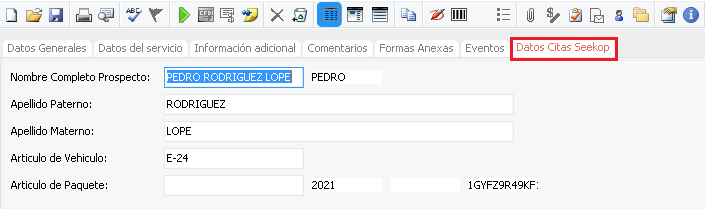 Datos Generales Datos del servicio Información adicional Comentarios Formas Anexas Eventos Datos Citas Seekop
Nombre Completo Prospecto: PEDRO RODRIGUEZ LOPE PEDRO
Apellido Paterno: RODRIGUEZ
Apellido Materno: LOPE
Articulo de Vehiculo: E-24
Articulo de Paquete: 2021 1GYFZ9R49KF